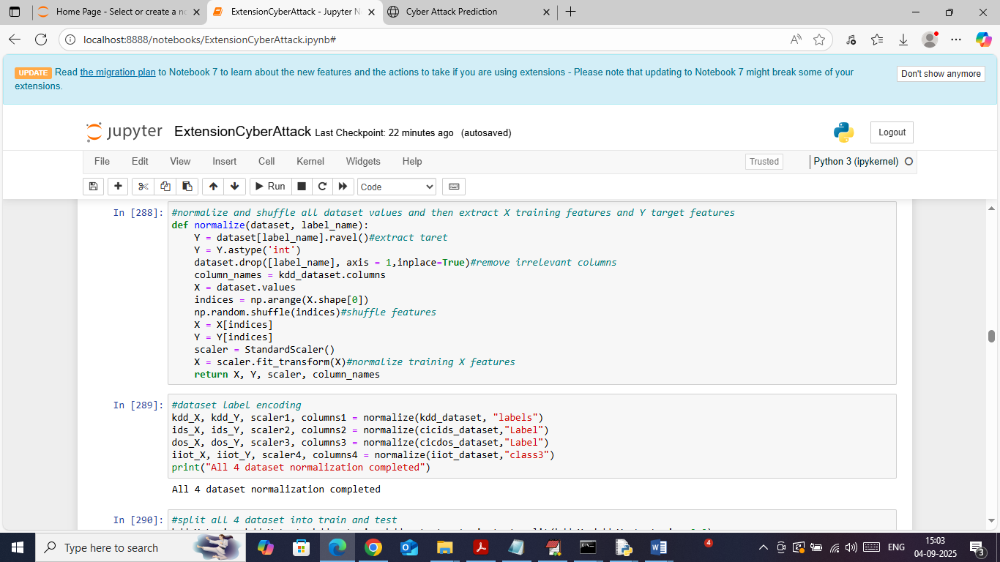 Home Page - Select or create a n
ExtensionCyberAttack - Jupyter N
Cyber Attack Prediction
localhost:8888/notebooks/ExtensionCyberAttack.ipynb#
UPDATE Read the migration plan to Notebook 7 to learn about the new features and the actions to take if you are using extensions - Please note that updating to Notebook 7 might break some of your
extensions.
Don't show anymore
jupyter ExtensionCyberAttack Last Checkpoint: 22 minutes ago (autosaved)
Logout
File Edit View Insert Cell Kernel Widgets Help
Trusted
Python 3 (ipykernel)
Run
Code
In [288]: #normalize and shuffle all dataset values and then extract X training features and Y target features
def normalize(dataset, label_name):
    Y = dataset[label_name].ravel()#extract taret
    Y = Y.astype('int')
    dataset.drop([label_name], axis = 1,inplace=True)#remove irrelevant columns
    column_names = kdd_dataset.columns
    X = dataset.values
    indices = np.arange(X.shape[0])
    np.random.shuffle(indices)#shuffle features
    X = X[indices]
    Y = Y[indices]
    scaler = StandardScaler()
    X = scaler.fit_transform(X)#normalize training X features
    return X, Y, scaler, column_names
In [289]: #dataset label encoding
kdd_X, kdd_Y, scaler1, columns1 = normalize(kdd_dataset, "labels")
ids_X, ids_Y, scaler2, columns2 = normalize(cicids_dataset,"Label")
dos_X, dos_Y, scaler3, columns3 = normalize(cicdos_dataset,"Label")
iiot_X, iiot_Y, scaler4, columns4 = normalize(iiot_dataset,"class3")
print("All 4 dataset normalization completed")
All 4 dataset normalization completed
In [290]: #split all 4 dataset into train and test
Type here to search
4
ENG
15:03
04-09-2025
3